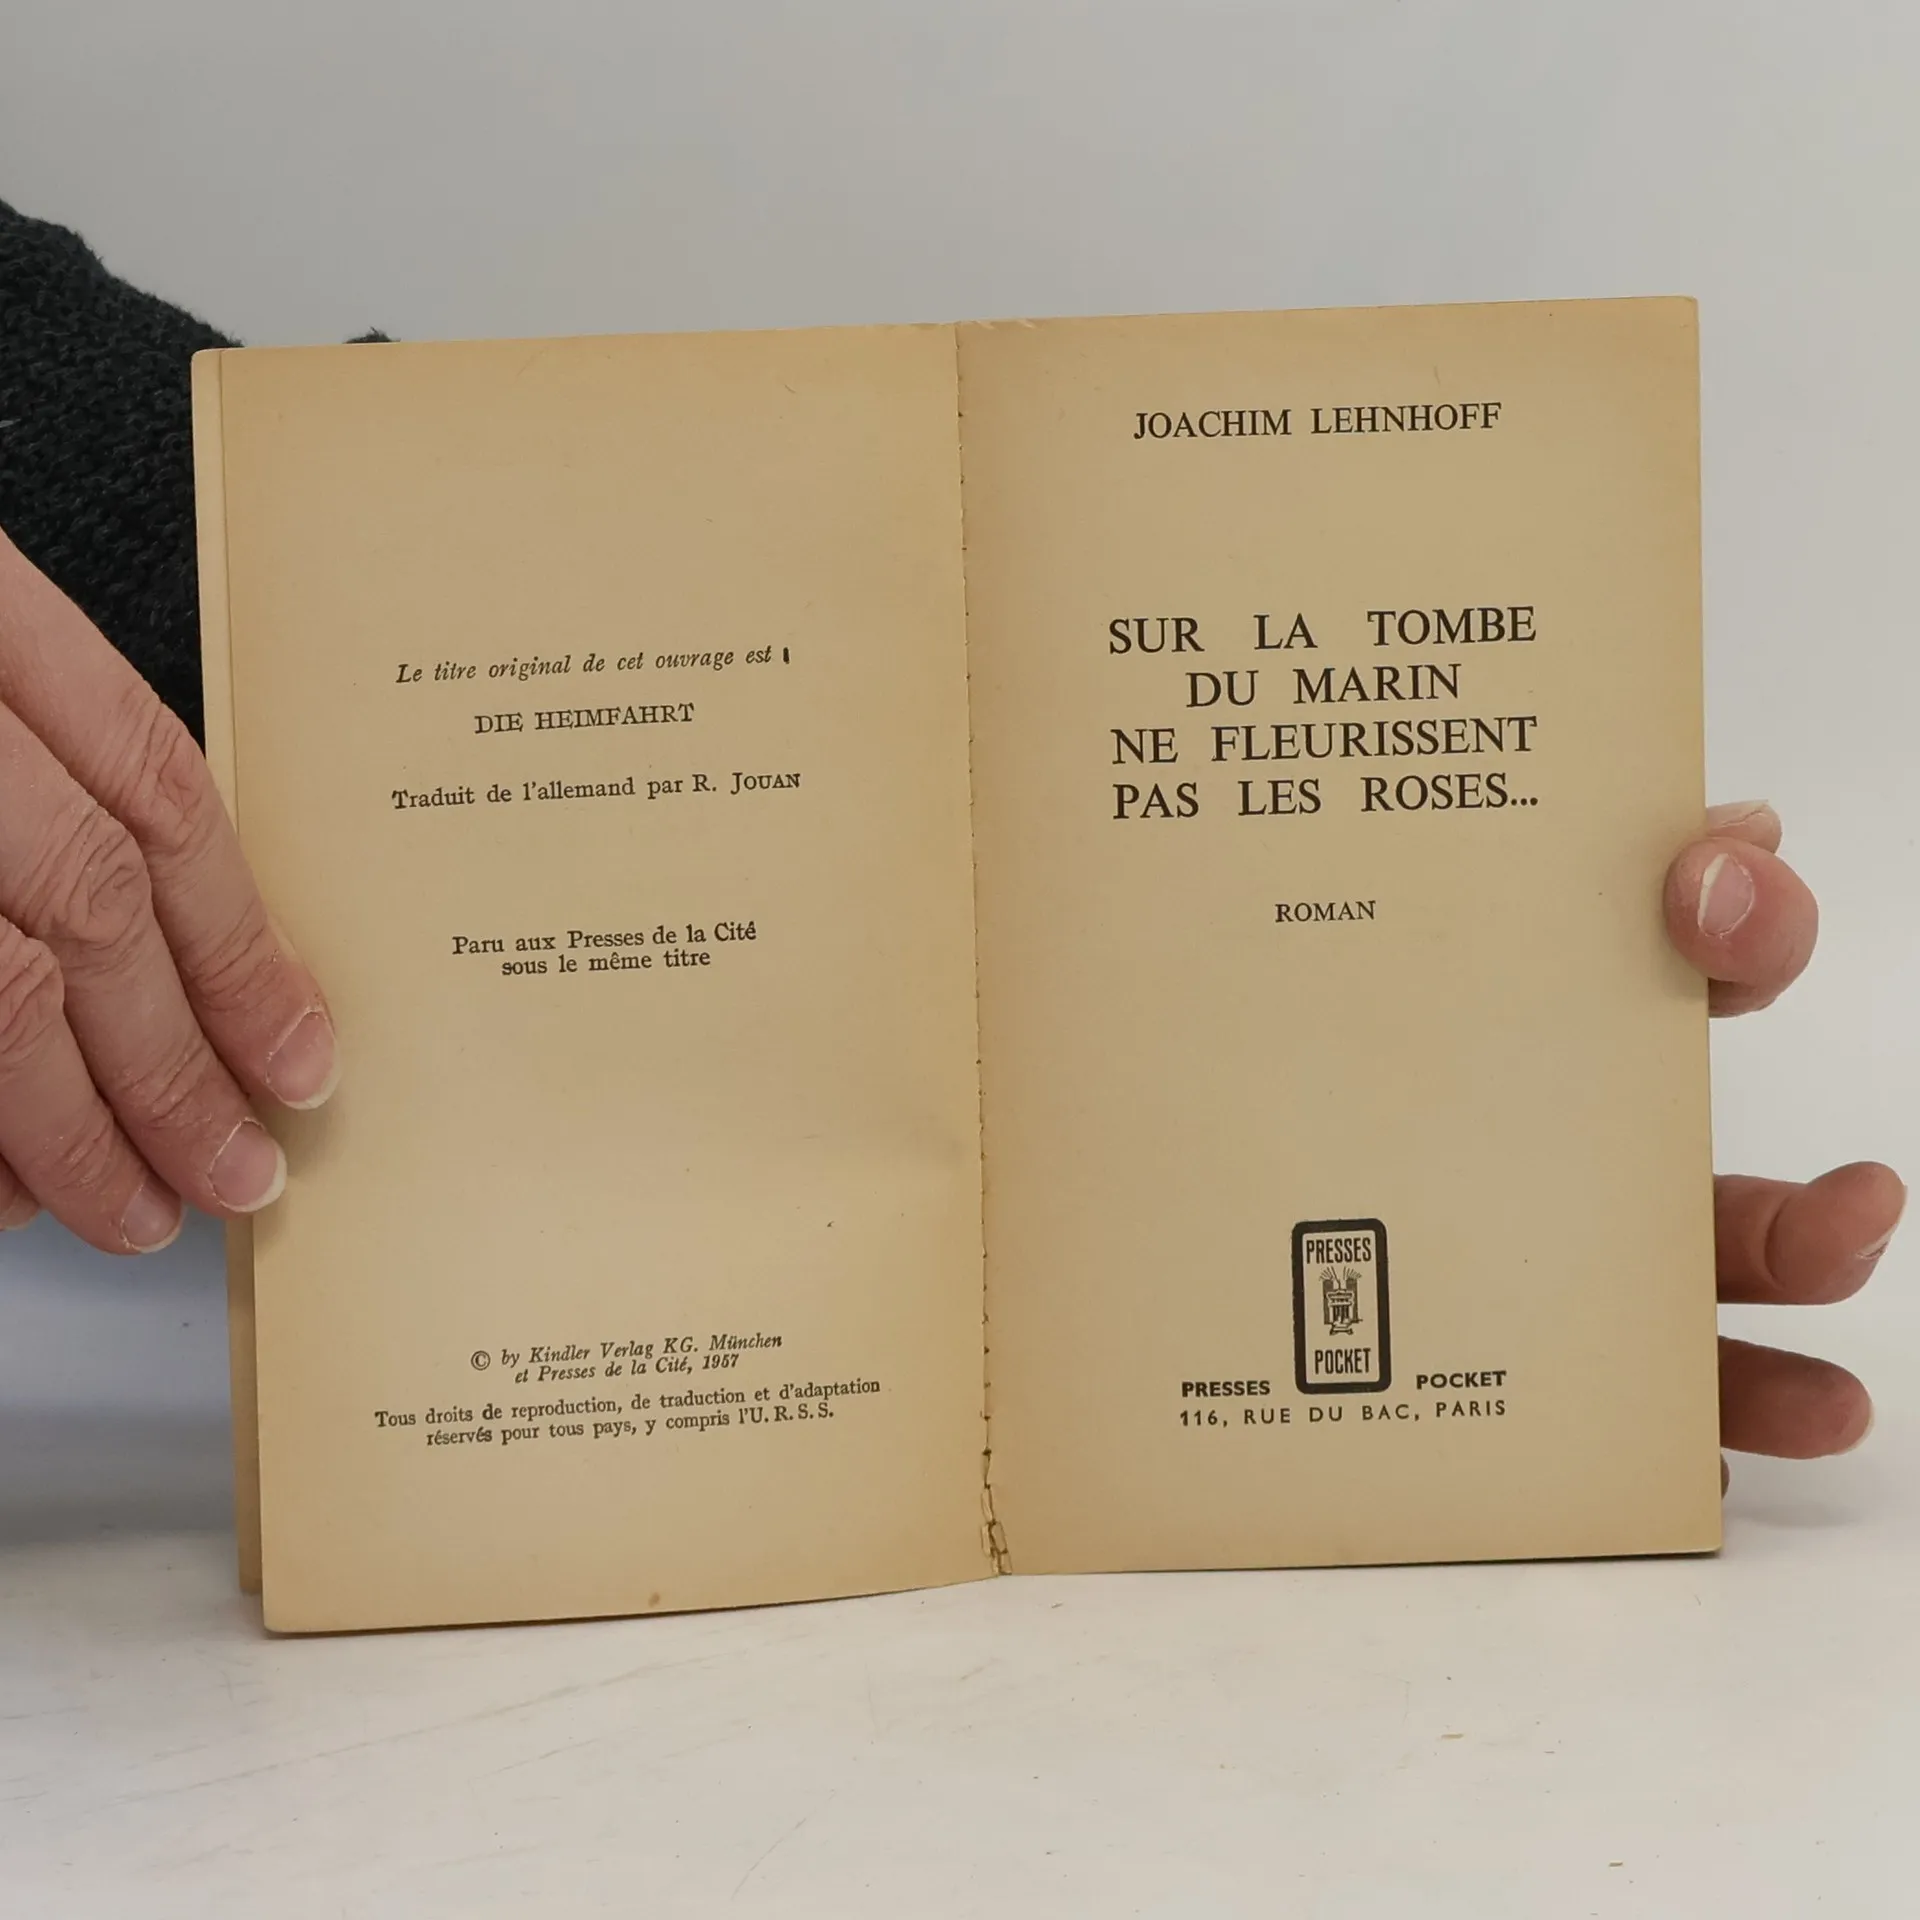 Le titre original de cet ouvrage est
DIE HEIMFAHRT
Traduit de l'allemand par R. JOUAN
Paru aux Presses de la Cité
sous le même titre
© by Kindler Verlag KG. München
et Presses de la Cité, 1957
Tous droits de reproduction, de traduction et d'adaptation
réservés pour tous pays, y compris l'U.R.S.S.
JOACHIM LEHNHOFF
SUR LA TOMBE
DU MARIN
NE FLEURISSENT
PAS LES ROSES...
ROMAN
PRESSES
POCKET
PRESSES POCKET
116, RUE DU BAC, PARIS